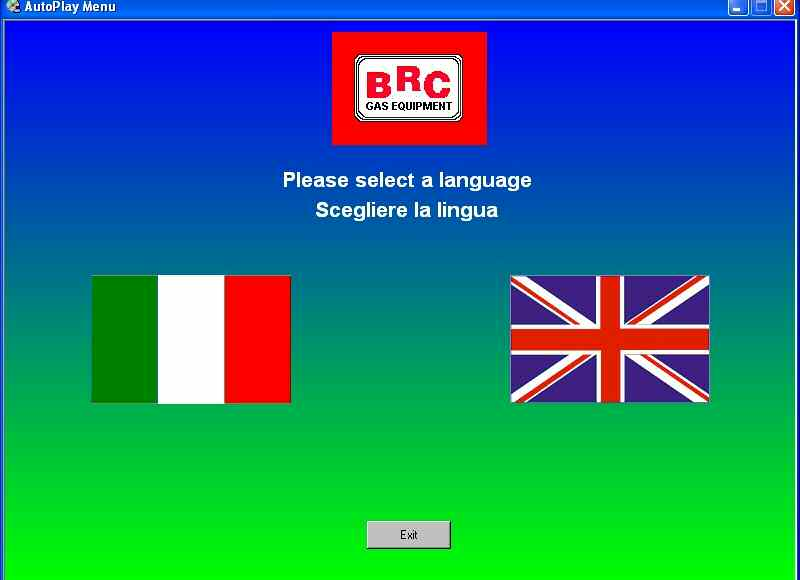 AutoPlay Menu
BRC
GAS EQUIPMENT
Please select a language
Scegliere la lingua
Exit